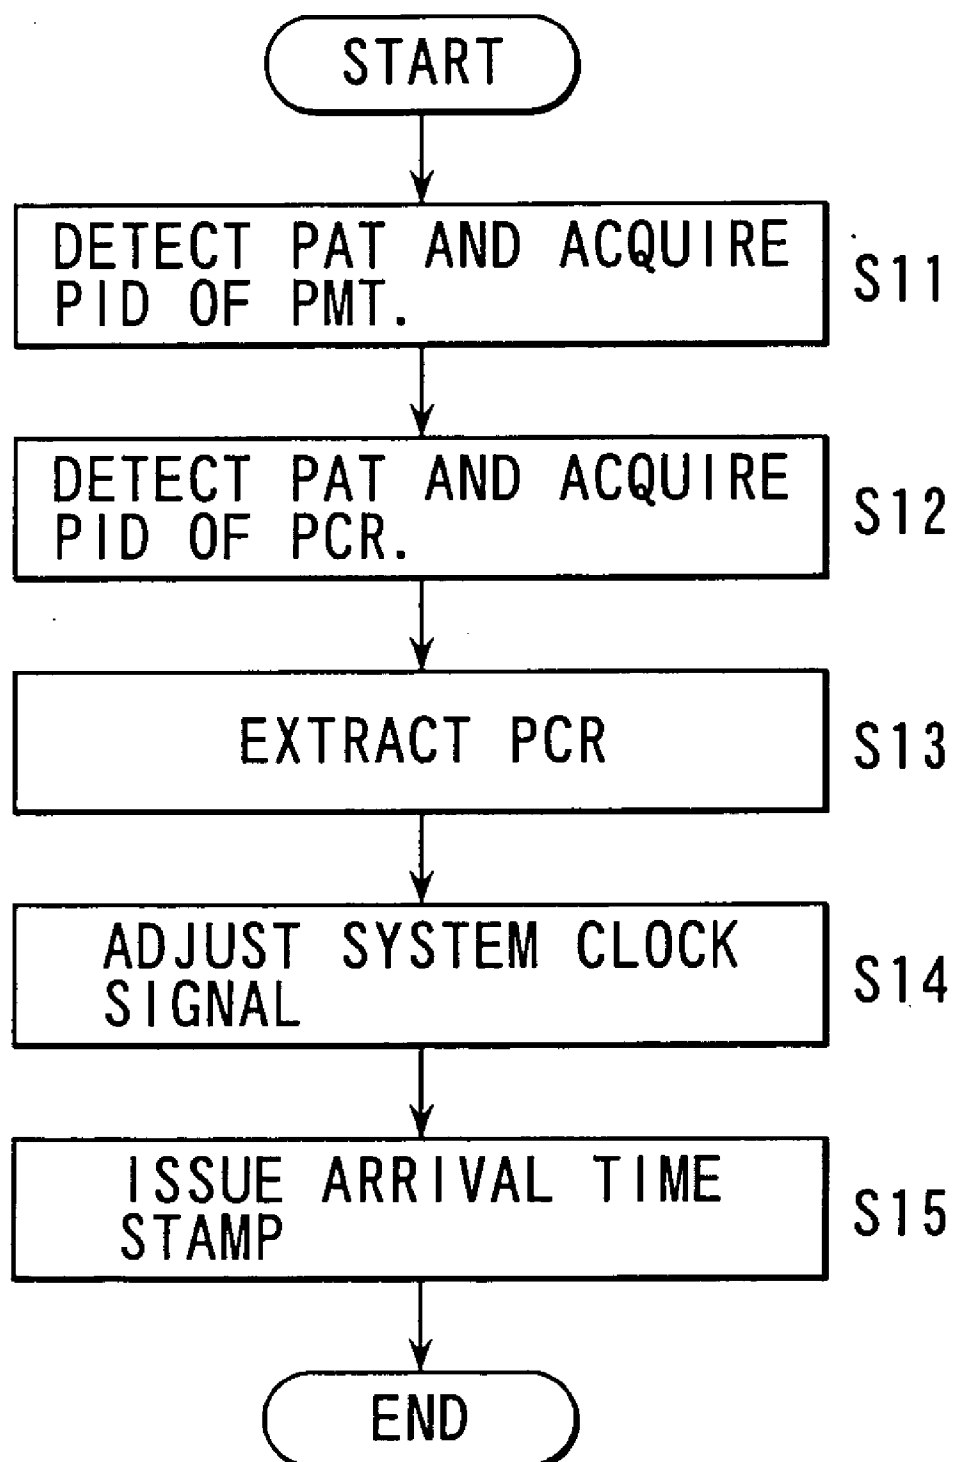 START
DETECT PAT AND ACQUIRE
PID OF PMT.
S11
DETECT PAT AND ACQUIRE
PID OF PCR.
S12
EXTRACT PCR
S13
ADJUST SYSTEM CLOCK
SIGNAL
S14
ISSUE ARRIVAL TIME
STAMP
S15
END